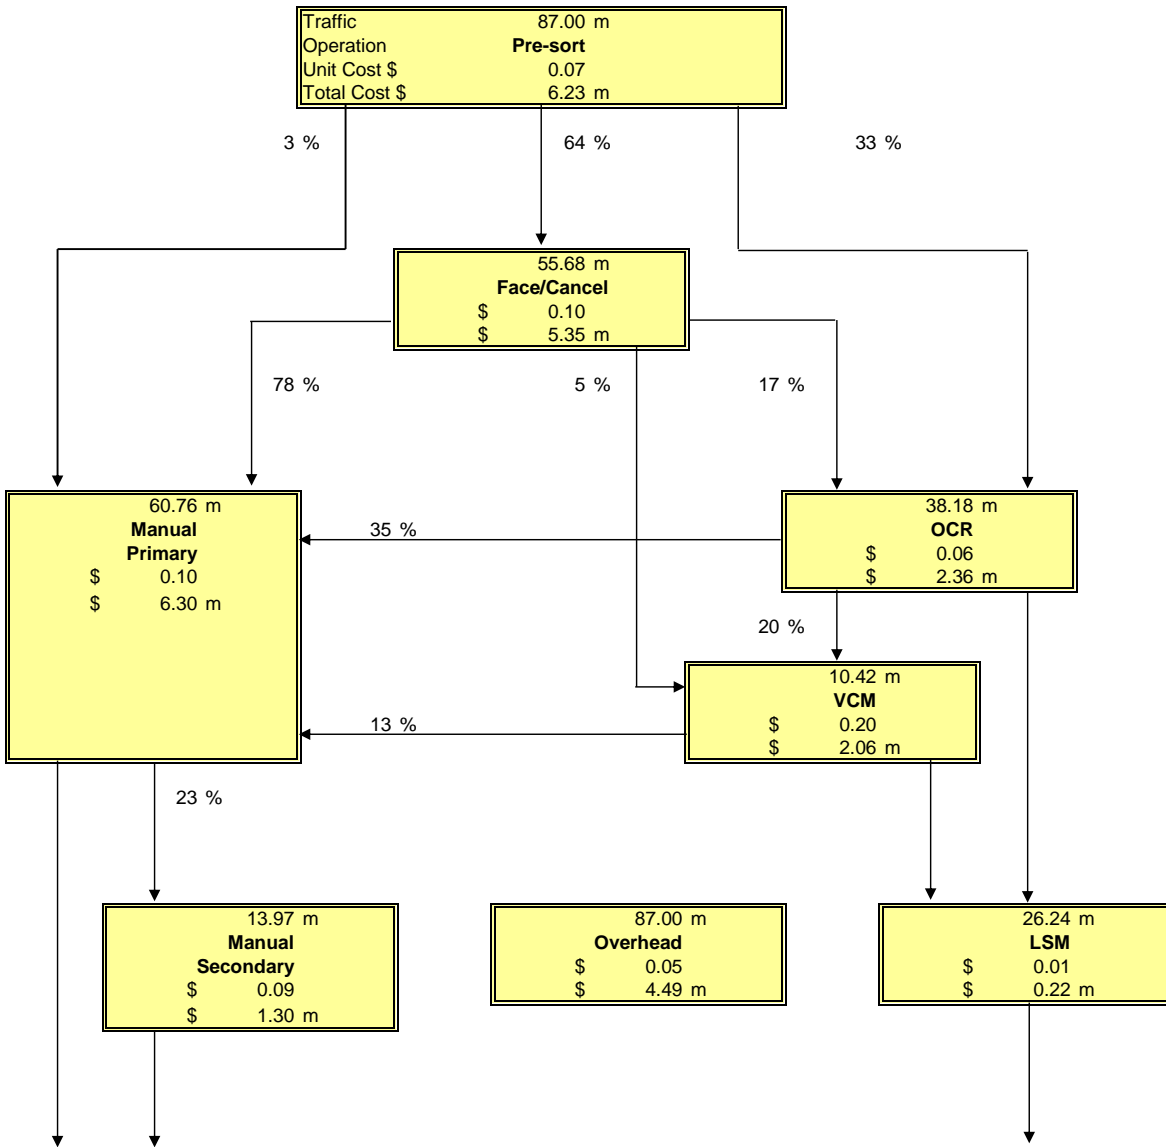 Traffic 87.00 m
Operation Pre-sort
Unit Cost $ 0.07
Total Cost $ 6.23 m
3 % 64 % 33 %
55.68 m
Face/Cancel
$ 0.10
$ 5.35 m
78 % 5 % 17 %
60.76 m
Manual
Primary
$ 0.10
$ 6.30 m
35 %
38.18 m
OCR
$ 0.06
$ 2.36 m
20 %
10.42 m
VCM
$ 0.20
$ 2.06 m
13 %
23 %
13.97 m
Manual
Secondary
$ 0.09
$ 1.30 m
87.00 m
Overhead
$ 0.05
$ 4.49 m
26.24 m
LSM
$ 0.01
$ 0.22 m